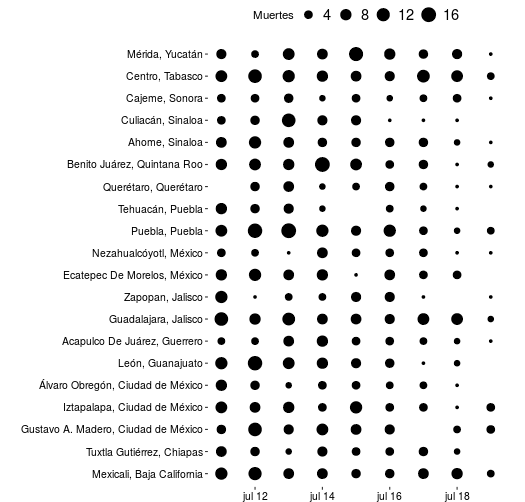 Muertes 4 8 12 16
Mérida, Yucatán
Centro, Tabasco
Cajeme, Sonora
Culiacán, Sinaloa
Ahome, Sinaloa
Benito Juárez, Quintana Roo
Querétaro, Querétaro
Tehuacán, Puebla
Puebla, Puebla
Nezahualcóyotl, México
Ecatepec De Morelos, México
Zapopan, Jalisco
Guadalajara, Jalisco
Acapulco De Juárez, Guerrero
León, Guanajuato
Álvaro Obregón, Ciudad de México
Iztapalapa, Ciudad de México
Gustavo A. Madero, Ciudad de México
Tuxtla Gutiérrez, Chiapas
Mexicali, Baja California
jul 12 jul 14 jul 16 jul 18